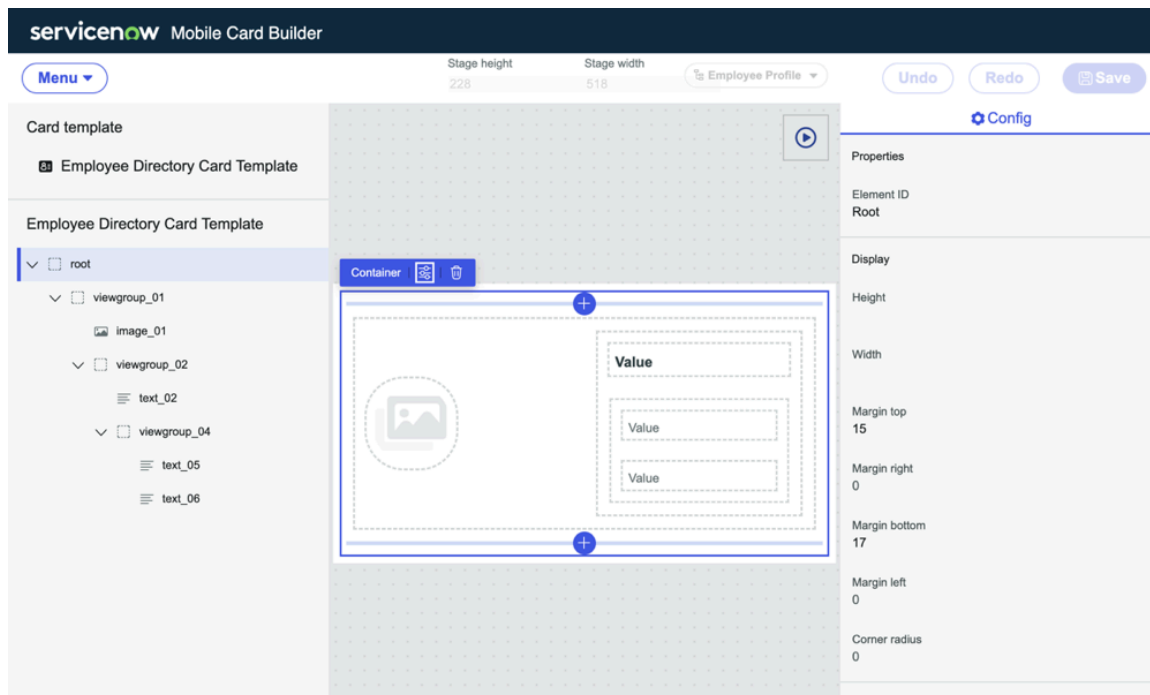 servicenow Mobile Card Builder
Menu
Stage height
228
Stage width
518
Employee Profile
Undo
Redo
Save
Card template
Employee Directory Card Template
Employee Directory Card Template
root
viewgroup_01
image_01
viewgroup_02
text_02
viewgroup_04
text_05
text_06
Container
Value
Value
Value
Config
Properties
Element ID
Root
Display
Height
Width
Margin top
15
Margin right
0
Margin bottom
17
Margin left
0
Corner radius
0